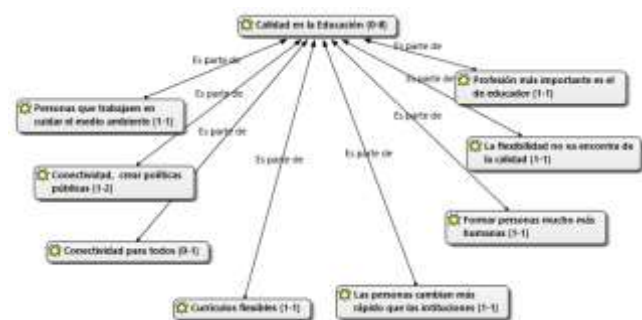 Calidad en la Educación (0-8)
Es parte de
Es parte de
Es parte de
Es parte de
Profesión más importante es el
de educador (1-1)
Personas que trabajaen en
cuidar el medio ambiente (1-1)
Es parte de
Es parte de
La flexibilidad no va encontra de
la calidad (1-1)
Es parte de
Es parte de
Conectividad, crear políticas
públicas (1-2)
Formar personas mucho más
humanas (1-1)
Conectividad para todos (0-1)
Currículos flexibles (1-1)
Las personas cambian más
rápido que las instituciones (1-1)